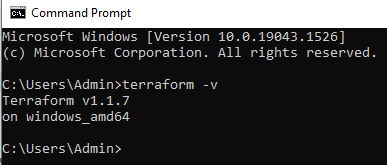 Command Prompt
Microsoft Windows [Version 10.0.19043.1526]
(c) Microsoft Corporation. All rights reserved.
C:\Users\Admin>terraform -v
Terraform v1.1.7
on windows_amd64
C:\Users\Admin>